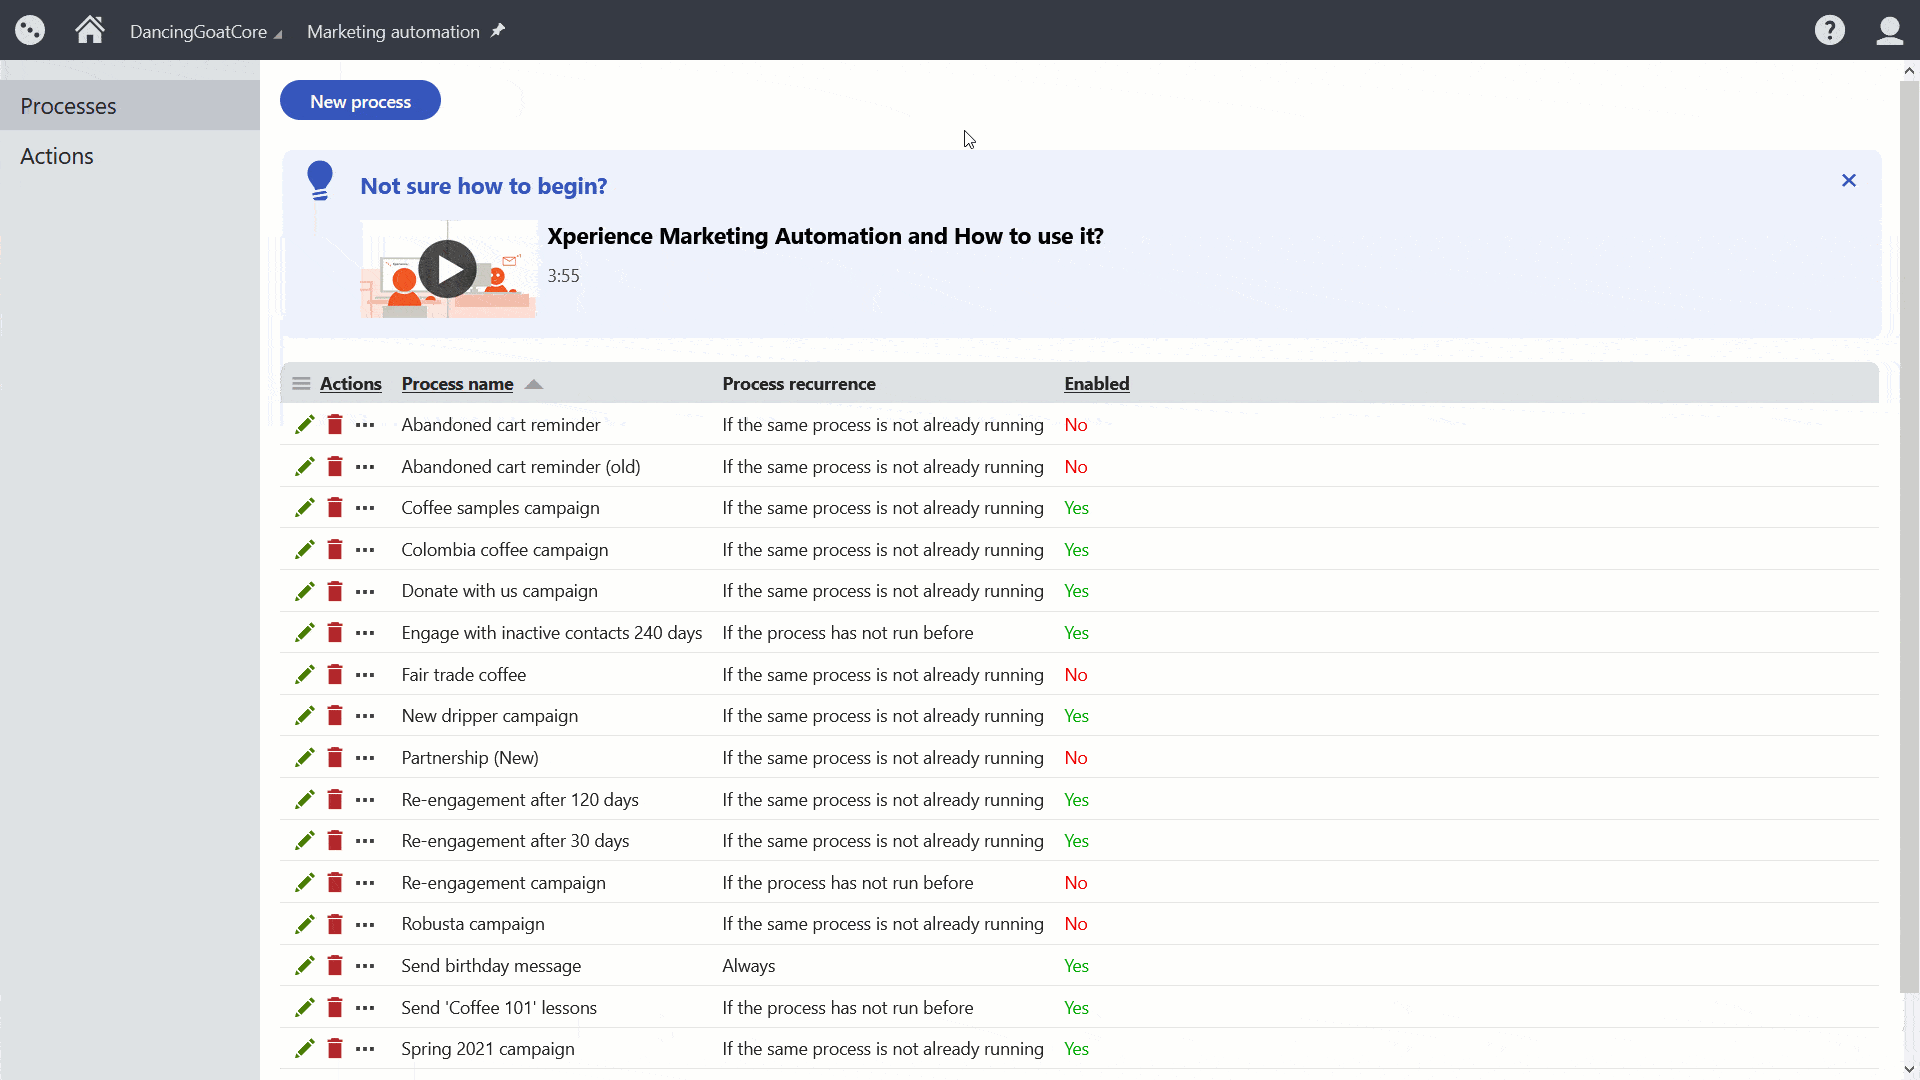 DancingGoatCore Marketing automation ?
Processes
Actions
New process
Not sure how to begin?
Xperience Marketing Automation and How to use it?
3:55
Actions Process name Process recurrence Enabled
Abandoned cart reminder If the same process is not already running No
Abandoned cart reminder (old) If the same process is not already running No
Coffee samples campaign If the same process is not already running Yes
Colombia coffee campaign If the same process is not already running Yes
Donate with us campaign If the same process is not already running Yes
Engage with inactive contacts 240 days If the process has not run before Yes
Fair trade coffee If the same process is not already running No
New dripper campaign If the same process is not already running Yes
Partnership (New) If the same process is not already running No
Re-engagement after 120 days If the same process is not already running Yes
Re-engagement after 30 days If the same process is not already running Yes
Re-engagement campaign If the process has not run before No
Robusta campaign If the same process is not already running No
Send birthday message Always Yes
Send 'Coffee 101' lessons If the process has not run before Yes
Spring 2021 campaign If the same process is not already running Yes